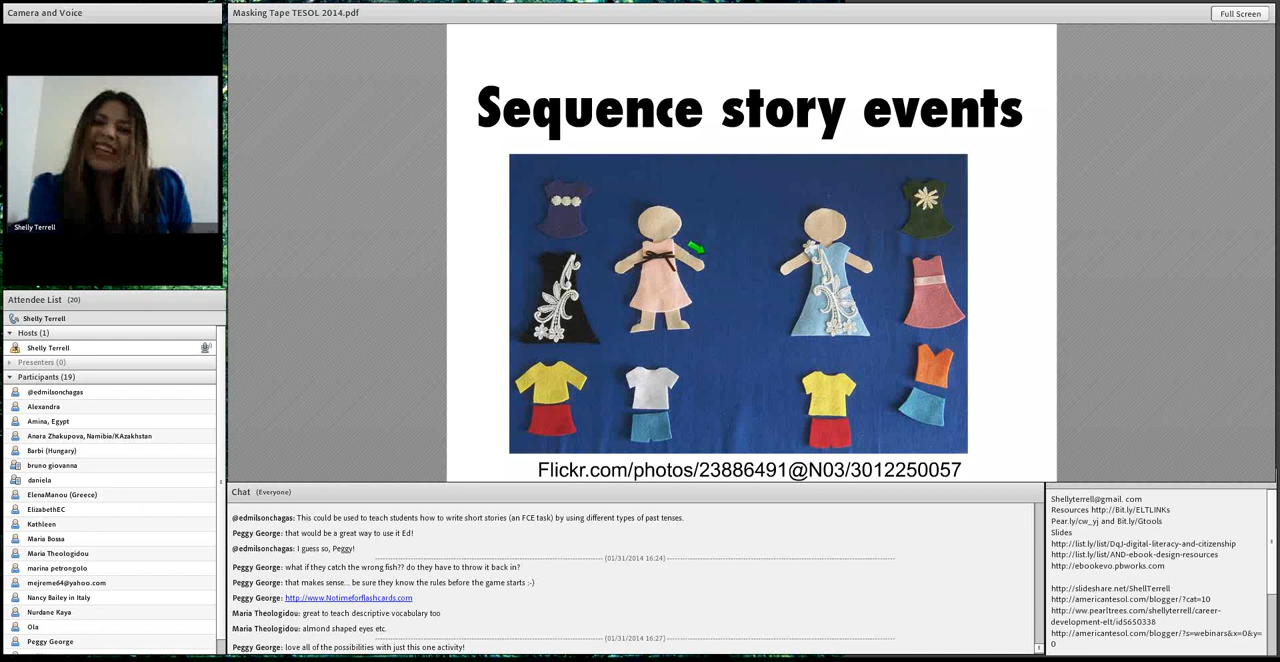 Camera and Voice
Shelly Terrell
Attendee List (20)
Shelly Terrell
Hosts (1)
Shelly Terrell
Presenters (0)
Participants (19)
@edmilsonchagas
Alexandra
Amina, Egypt
Anara Zhakupova, Namibia/KAzakhstan
Barbi (Hungary)
bruno giovanna
daniela
ElenaManou (Greece)
ElizabethEC
Kathleen
Maria Bossa
Maria Theologidou
marina petrongolo
mejreme64@yahoo.com
Nancy Bailey in Italy
Nurdane Kaya
Ola
Peggy George
Masking Tape TESOL 2014.pdf
Full Screen
Sequence story events
Flickr.com/photos/23886491@N03/3012250057
Chat (Everyone)
@edmilsonchagas: This could be used to teach students how to write short stories (an FCE task) by using different types of past tenses.
Peggy George: that would be a great way to use it Ed!
@edmilsonchagas: I guess so, Peggy!
(01/31/2014 16:24)
Peggy George: what if they catch the wrong fish?? do they have to throw it back in?
Peggy George: that makes sense... be sure they know the rules before the game starts :-)
Peggy George: http://www.Notimeforflashcards.com
Maria Theologidou: great to teach descriptive vocabulary too
Maria Theologidou: almond shaped eyes etc.
(01/31/2014 16:27)
Peggy George: love all of the possibilities with just this one activity!
Shellyterrell@gmail. com
Resources http://Bit.ly/ELTLINKs
Pear.ly/cw_yj and Bit.ly/Gtools
Slides
http://list.ly/list/DqJ-digital-literacy-and-citizenship
http://list.ly/list/AND-ebook-design-resources
http://ebookevo.pbworks.com
http://slideshare.net/ShellTerrell
http://americantesol.com/blogger/?cat=10
http://ww.pearltrees.com/shellyterrell/career-
development-elt/id5650338
http://americantesol.com/blogger/?s=webinars&x=0&y=
0